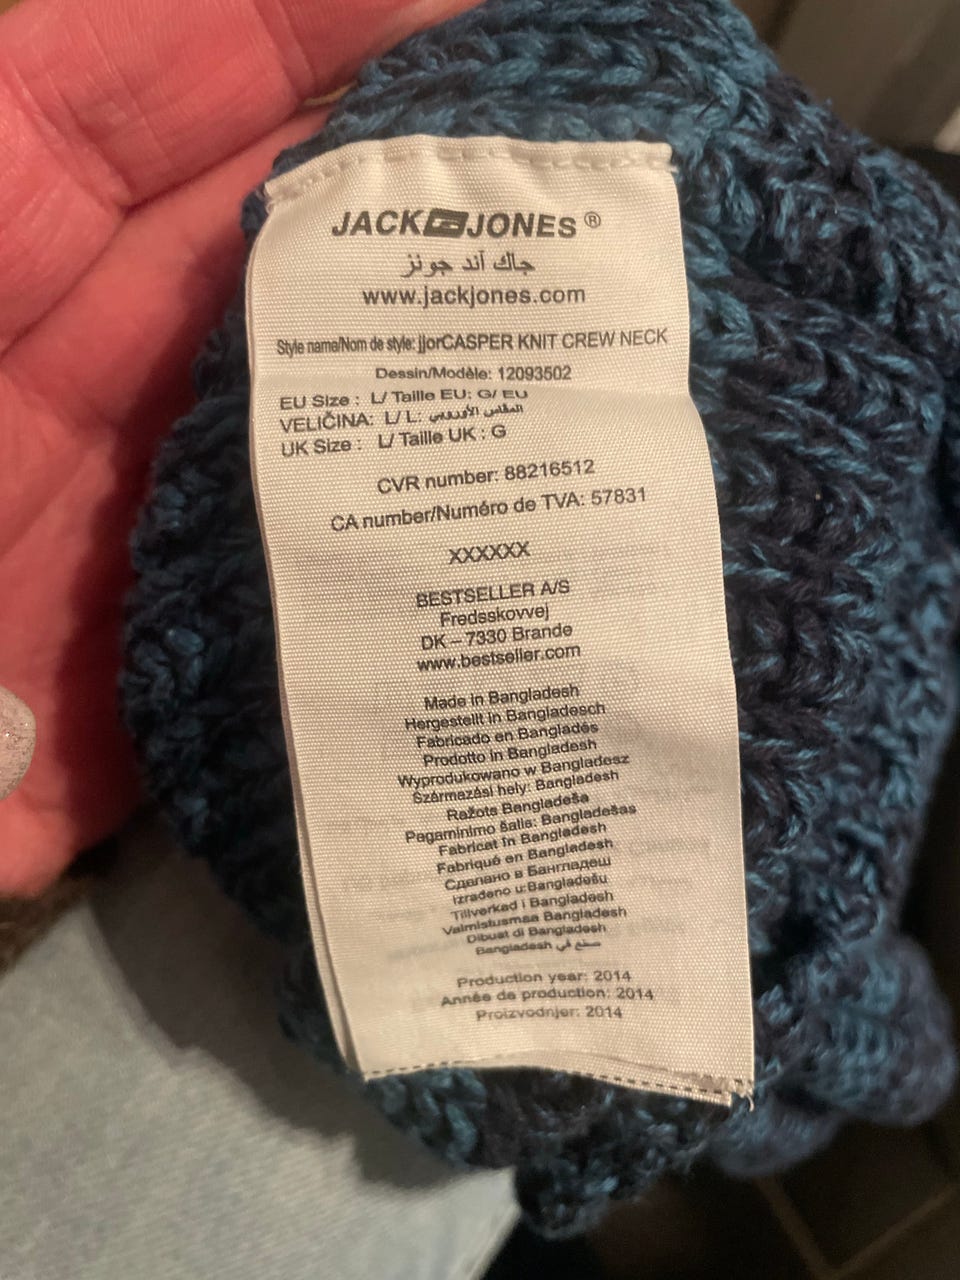 JACK JONES®
جاك آند جونز
www.jackjones.com
Style name/Nom de style: jjorCASPER KNIT CREW NECK
Dessin/Modèle: 12093502
EU Size : L/ Taille EU: G/ EU
VELIČINA: L/ L: المقاس الأوروبي
UK Size : L/ Taille UK : G
CVR number: 88216512
CA number/Numéro de TVA: 57831
XXXXXX
BESTSELLER A/S
Fredsskovvej
DK – 7330 Brande
www.bestseller.com
Made in Bangladesh
Hergestellt in Bangladesch
Fabricado en Bangladés
Prodotto in Bangladesh
Wyprodukowano w Bangladesz
Származási hely: Bangladesh
Ražots Bangladeša
Pagaminimo šalis: Bangladešas
Fabricat în Bangladesh
Fabriqué en Bangladesh
Сделано в Бангладеш
Izrađeno u:Bangladešu
Tillverkad i Bangladesh
Valmistusmaa Bangladesh
Dibuat di Bangladesh
Bangladesh صنع في
Production year: 2014
Année de production: 2014
Proizvodnjer: 2014